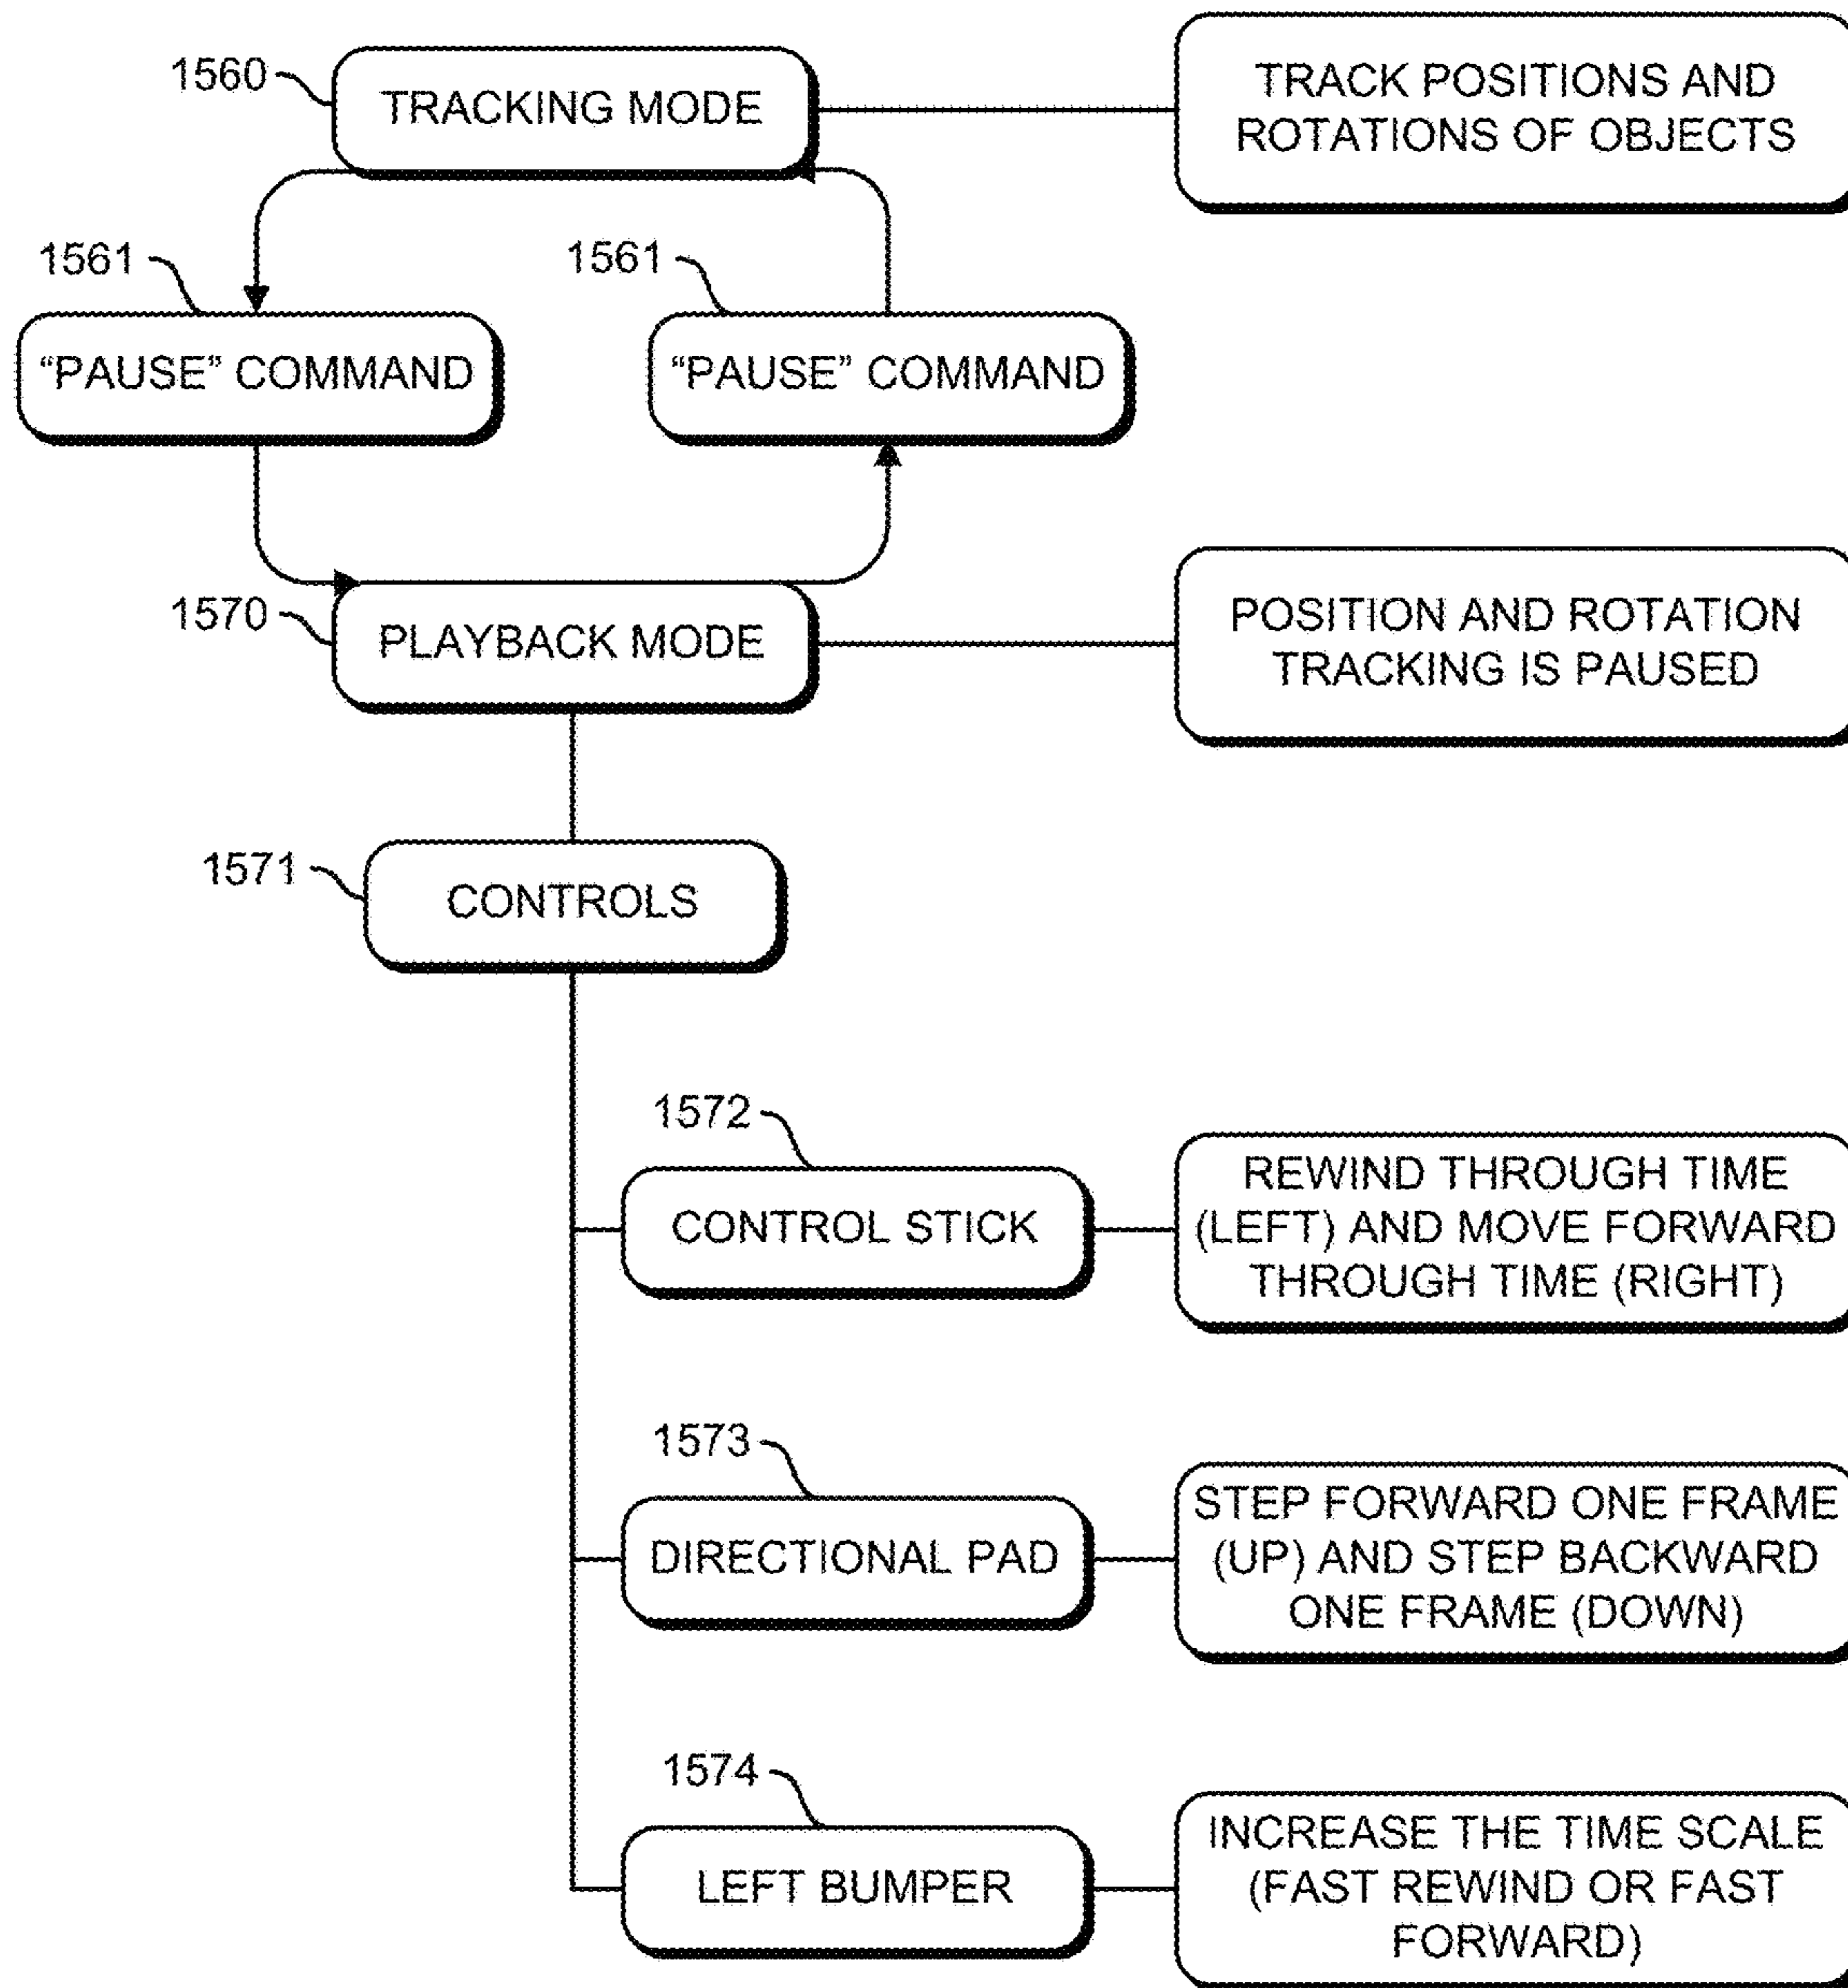 1560
TRACKING MODE
TRACK POSITIONS AND
ROTATIONS OF OBJECTS
1561
1561
“PAUSE” COMMAND
“PAUSE” COMMAND
1570
PLAYBACK MODE
POSITION AND ROTATION
TRACKING IS PAUSED
1571
CONTROLS
1572
CONTROL STICK
REWIND THROUGH TIME
(LEFT) AND MOVE FORWARD
THROUGH TIME (RIGHT)
1573
DIRECTIONAL PAD
STEP FORWARD ONE FRAME
(UP) AND STEP BACKWARD
ONE FRAME (DOWN)
1574
LEFT BUMPER
INCREASE THE TIME SCALE
(FAST REWIND OR FAST
FORWARD)